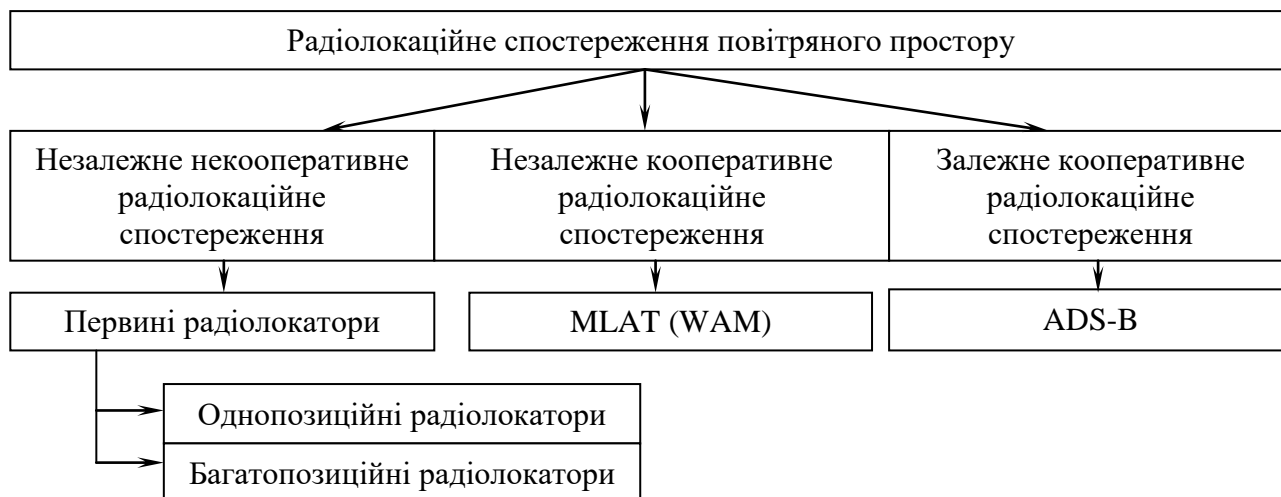 Радіолокаційне спостереження повітряного простору
Незалежне некооперативне
радіолокаційне
спостереження
Незалежне кооперативне
радіолокаційне
спостереження
Залежне кооперативне
радіолокаційне
спостереження
Первині радіолокатори
MLAT (WAM)
ADS-B
Однопозиційні радіолокатори
Багатопозиційні радіолокатори